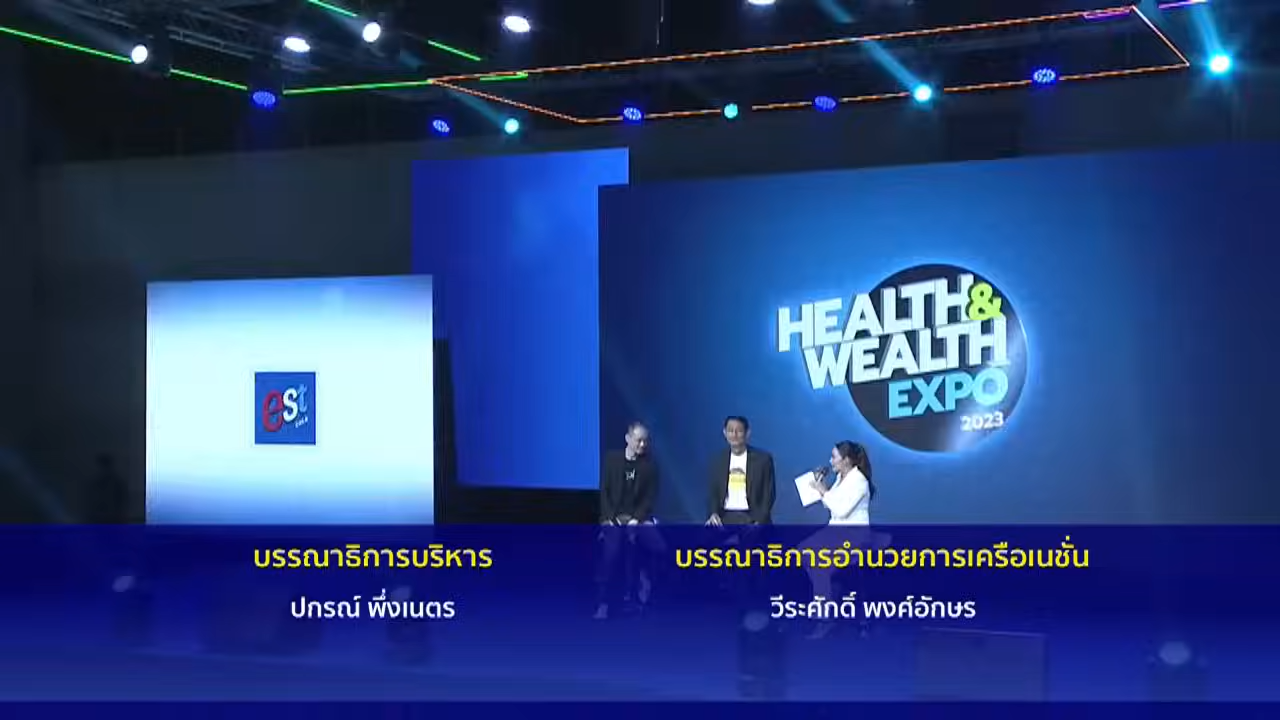 HEALTH&
WEALTH
EXPO
2023
est
cola
บรรณาธิการบริหาร
ปกรณ์ พึ่งเนตร
บรรณาธิการอำนวยการเครือเนชั่น
วีระศักดิ์ พงศ์อักษร